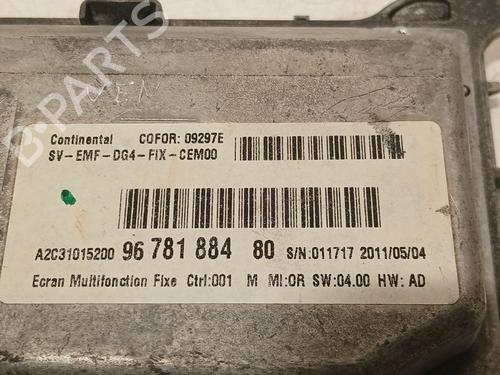 B-PARTS
Continental COFOR: 09297E
SV-EMF-DG4-FIX-CEM00
A2C31015200 96 781 884 80 S/N:011717 2011/05/04
Ecran Multifonction Fixe Ctrl:001 M MI:OR SW:04.00 HW: AD